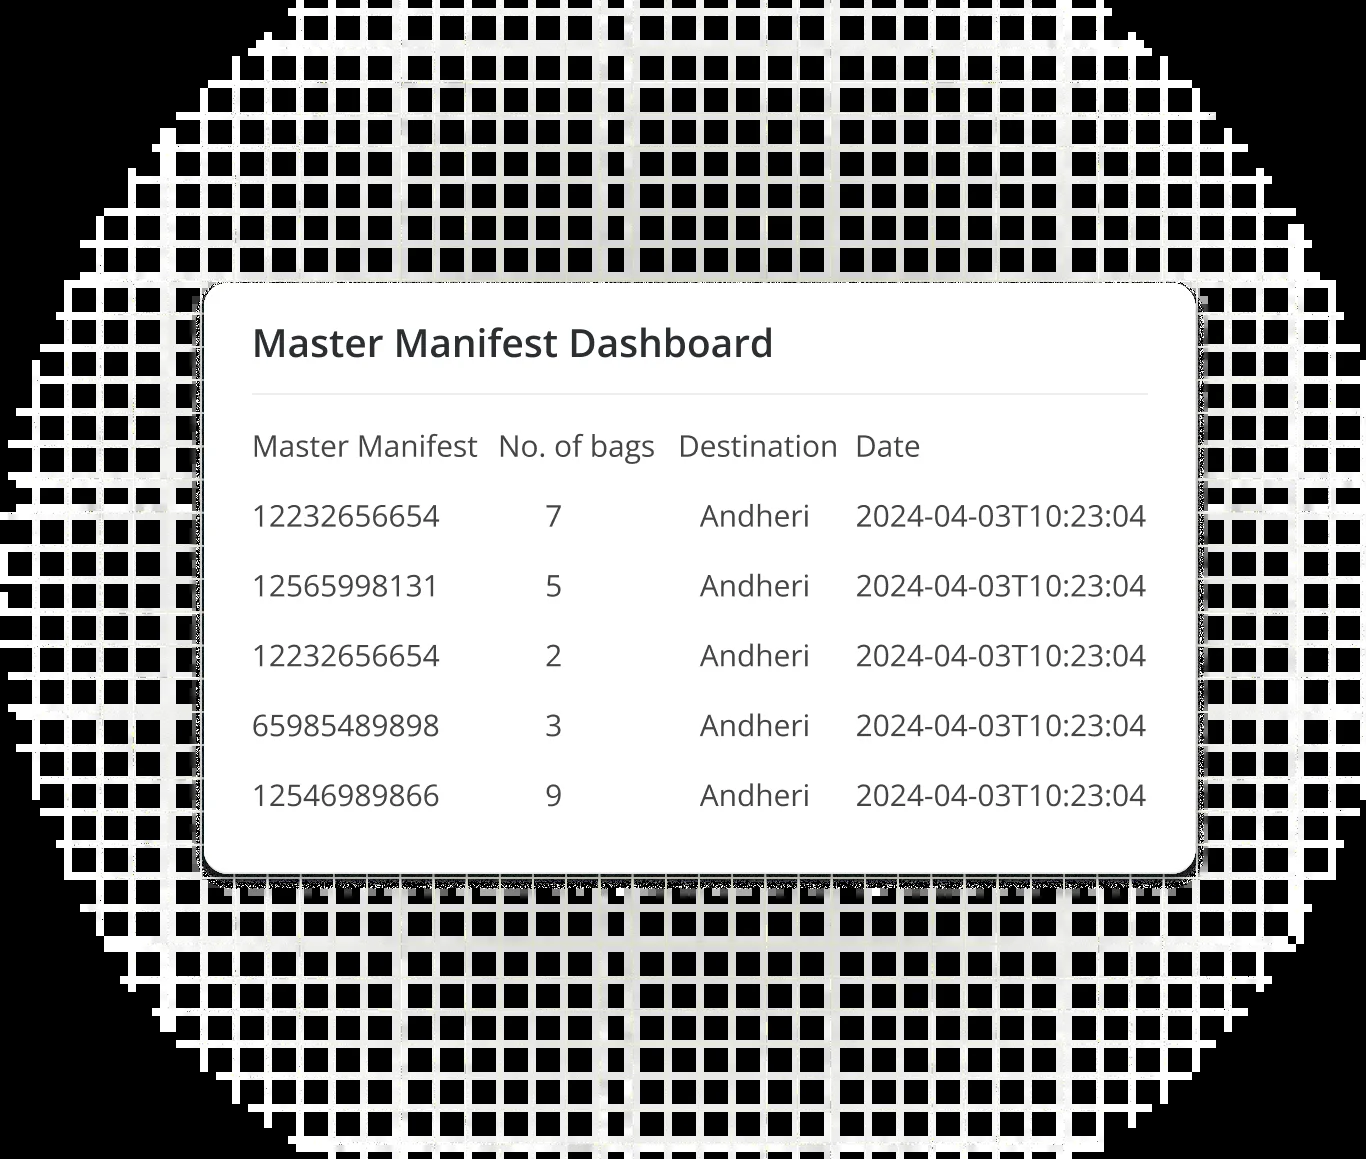 Master Manifest Dashboard
Master Manifest No. of bags Destination Date
12232656654 7 Andheri 2024-04-03T10:23:04
12565998131 5 Andheri 2024-04-03T10:23:04
12232656654 2 Andheri 2024-04-03T10:23:04
65985489898 3 Andheri 2024-04-03T10:23:04
12546989866 9 Andheri 2024-04-03T10:23:04